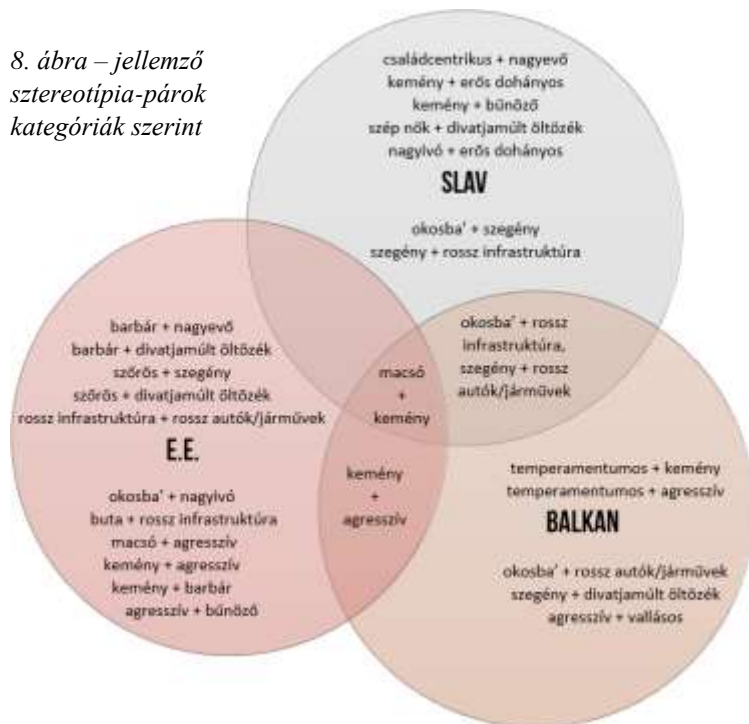 8. ábra – jellemző
sztereotípia-párok
kategóriák szerint
családcentrikus + nagyevő
kemény + erős dohányos
kemény + bűnöző
szép nők + divatjamúlt öltözék
nagyivó + erős dohányos
SLAV
okosba' + szegény
szegény + rossz infrastruktúra
barbár + nagyevő
barbár + divatjamúlt öltözék
szőrös + szegény
szőrös + divatjamúlt öltözék
rossz infrastruktúra + rossz autók/járművek
E.E.
okosba' + nagyivó
buta + rossz infrastruktúra
macsó + agresszív
kemény + agresszív
kemény + barbár
agresszív + bűnöző
macsó
+
kemény
kemény
+
agresszív
okosba' + rossz
infrastruktúra,
szegény + rossz
autók/járművek
temperamentumos + kemény
temperamentumos + agresszív
BALKAN
okosba' + rossz autók/járművek
szegény + divatjamúlt öltözék
agresszív + vallásos